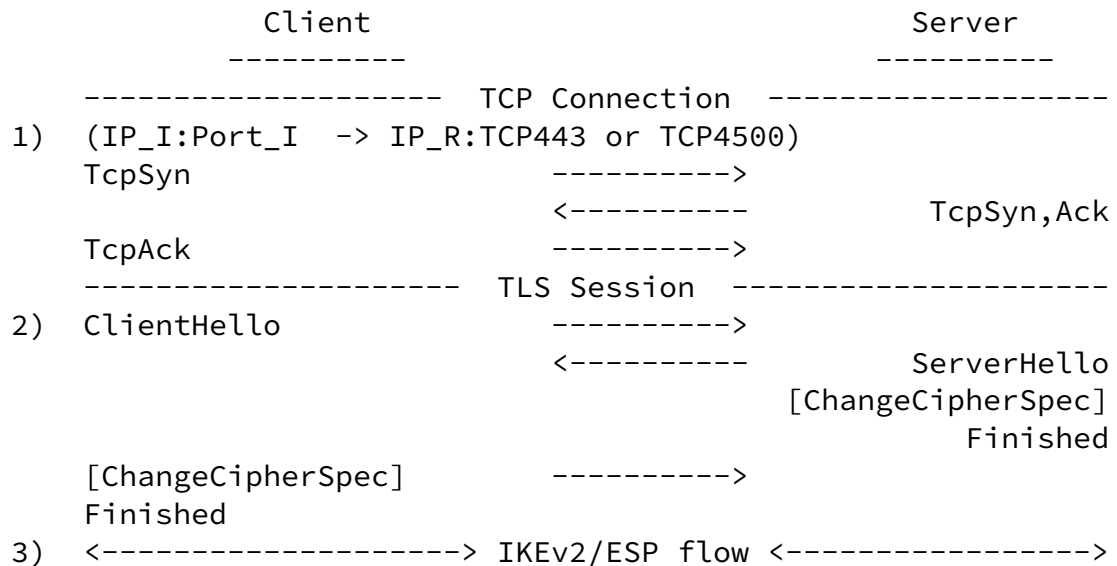 Client                              Server
               ----------                          ----------
    --------------------  TCP Connection  -------------------
1)  (IP_I:Port_I  -> IP_R:TCP443 or TCP4500)
    TcpSyn                    ---------->
                              <----------          TcpSyn,Ack
    TcpAck                    ---------->
    ---------------------  TLS Session  ---------------------
2)  ClientHello               ---------->
                              <----------         ServerHello
                                           [ChangeCipherSpec]
                                                     Finished
    [ChangeCipherSpec]        ---------->
    Finished
3)  <--------------------> IKEv2/ESP flow <----------------->